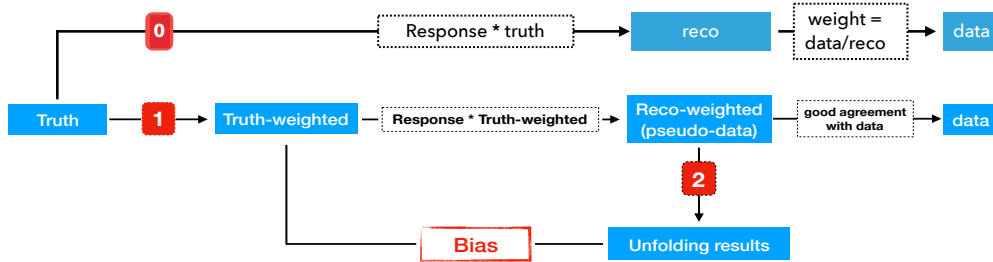 0
Response * truth
reco
weight =
data/reco
data
Truth
1
Truth-weighted
Response * Truth-weighted
Reco-weighted
(pseudo-data)
good agreement
with data
data
2
Bias
Unfolding results